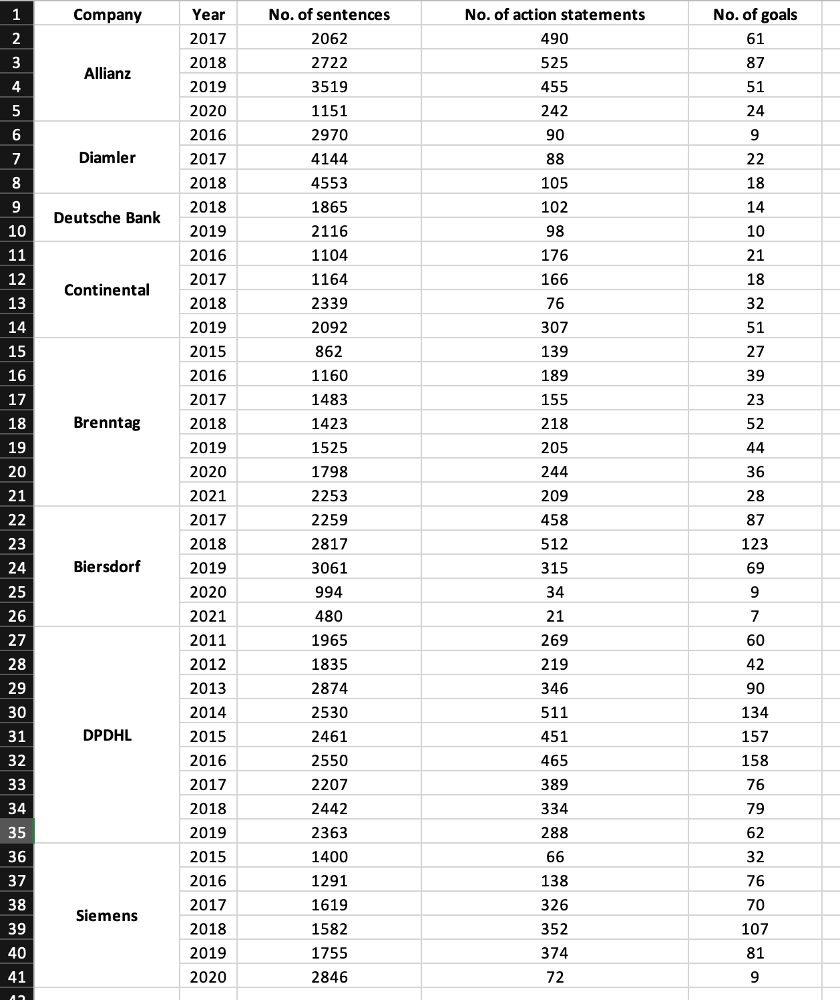 1 Company Year No. of sentences No. of action statements No. of goals
2 2017 2062 490 61
3 Allianz 2018 2722 525 87
4 2019 3519 455 51
5 2020 1151 242 24
6 2016 2970 90 9
7 Diamler 2017 4144 88 22
8 2018 4553 105 18
9 Deutsche Bank 2018 1865 102 14
10 2019 2116 98 10
11 2016 1104 176 21
12 Continental 2017 1164 166 18
13 2018 2339 76 32
14 2019 2092 307 51
15 2015 862 139 27
16 2016 1160 189 39
17 2017 1483 155 23
18 Brenntag 2018 1423 218 52
19 2019 1525 205 44
20 2020 1798 244 36
21 2021 2253 209 28
22 2017 2259 458 87
23 2018 2817 512 123
24 Biersdorf 2019 3061 315 69
25 2020 994 34 9
26 2021 480 21 7
27 2011 1965 269 60
28 2012 1835 219 42
29 2013 2874 346 90
30 2014 2530 511 134
31 DPDHL 2015 2461 451 157
32 2016 2550 465 158
33 2017 2207 389 76
34 2018 2442 334 79
35 2019 2363 288 62
36 2015 1400 66 32
37 2016 1291 138 76
38 Siemens 2017 1619 326 70
39 2018 1582 352 107
40 2019 1755 374 81
41 2020 2846 72 9